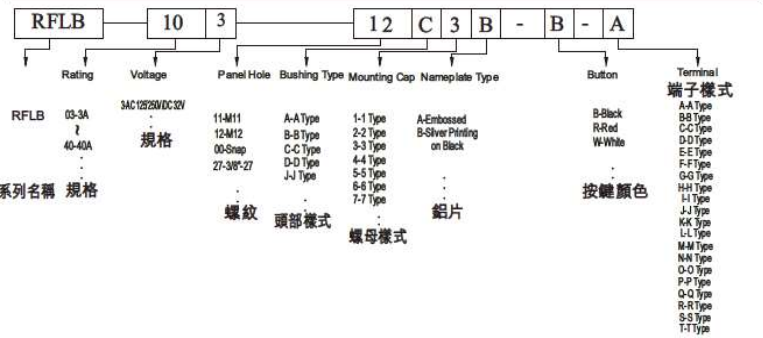 RFLB 10 3 12 C 3 B - B - A
Rating Voltage Panel Hole Bushing Type Mounting Cap Nameplate Type Button Terminal
端子樣式
RFLB
系列名稱
03-3A
~
40-40A
規格
3AC125/250V/DC32V
規格
11-M11
12-M12
00-Snap
27-3/8"-27
螺紋
A-A Type
B-B Type
C-C Type
D-D Type
J-J Type
頭部樣式
1-1 Type
2-2 Type
3-3 Type
4-4 Type
5-5 Type
6-6 Type
7-7 Type
螺母樣式
A-Embossed
B-Silver Printing
on Black
鋁片
B-Black
R-Red
W-White
按鍵顏色
A-A Type
B-B Type
C-C Type
D-D Type
E-E Type
F-F Type
G-G Type
H-H Type
I-I Type
J-J Type
K-K Type
L-L Type
M-M Type
N-N Type
O-O Type
P-P Type
Q-Q Type
R-R Type
S-S Type
T-T Type